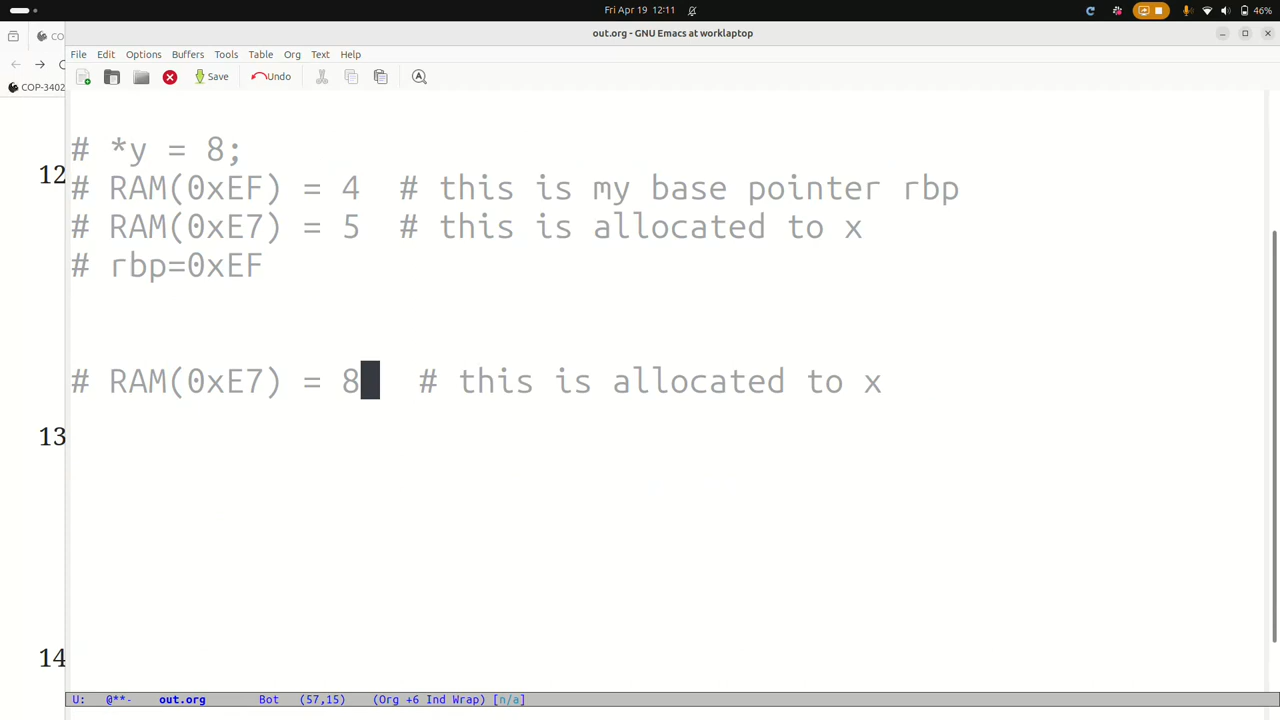 Fri Apr 19 12:11
46%
out.org - GNU Emacs at worklaptop
CO
File Edit Options Buffers Tools Table Org Text Help
Save Undo
COP-3402
# *y = 8;
12
# RAM(0xEF) = 4 # this is my base pointer rbp
# RAM(0xE7) = 5 # this is allocated to x
# rbp=0xEF
# RAM(0xE7) = 8 # this is allocated to x
13
14
U: @**- out.org Bot (57,15) (Org +6 Ind Wrap) [n/a]